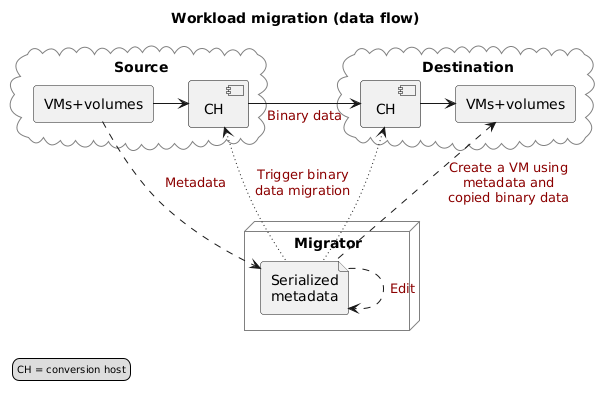 Workload migration (data flow)
Source
Destination
VMs+volumes
CH
CH
VMs+volumes
Binary data
Metadata
Trigger binary
data migration
Create a VM using
metadata and
copied binary data
Migrator
Serialized
metadata
Edit
CH = conversion host